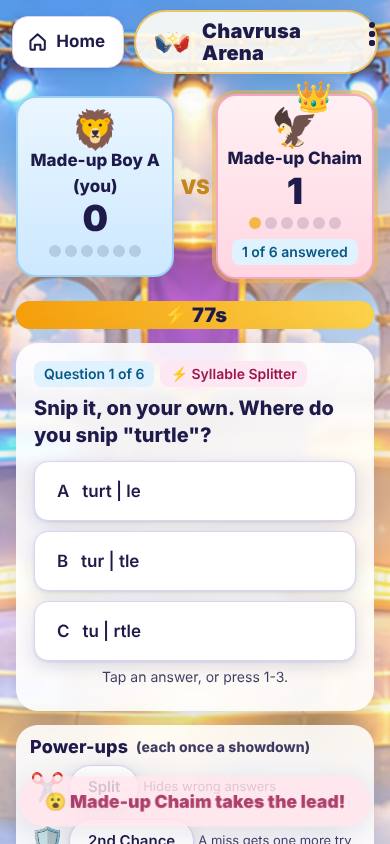 Home
Chavrusa
Arena
Made-up Boy A
(you)
0
VS
Made-up Chaim
1
1 of 6 answered
77s
Question 1 of 6
Syllable Splitter
Snip it, on your own. Where do
you snip "turtle"?
A turt | le
B tur | tle
C tu | rtle
Tap an answer, or press 1-3.
Power-ups (each once a showdown)
Split Hides wrong answers
Made-up Chaim takes the lead!
2nd Chance A miss gets one more try